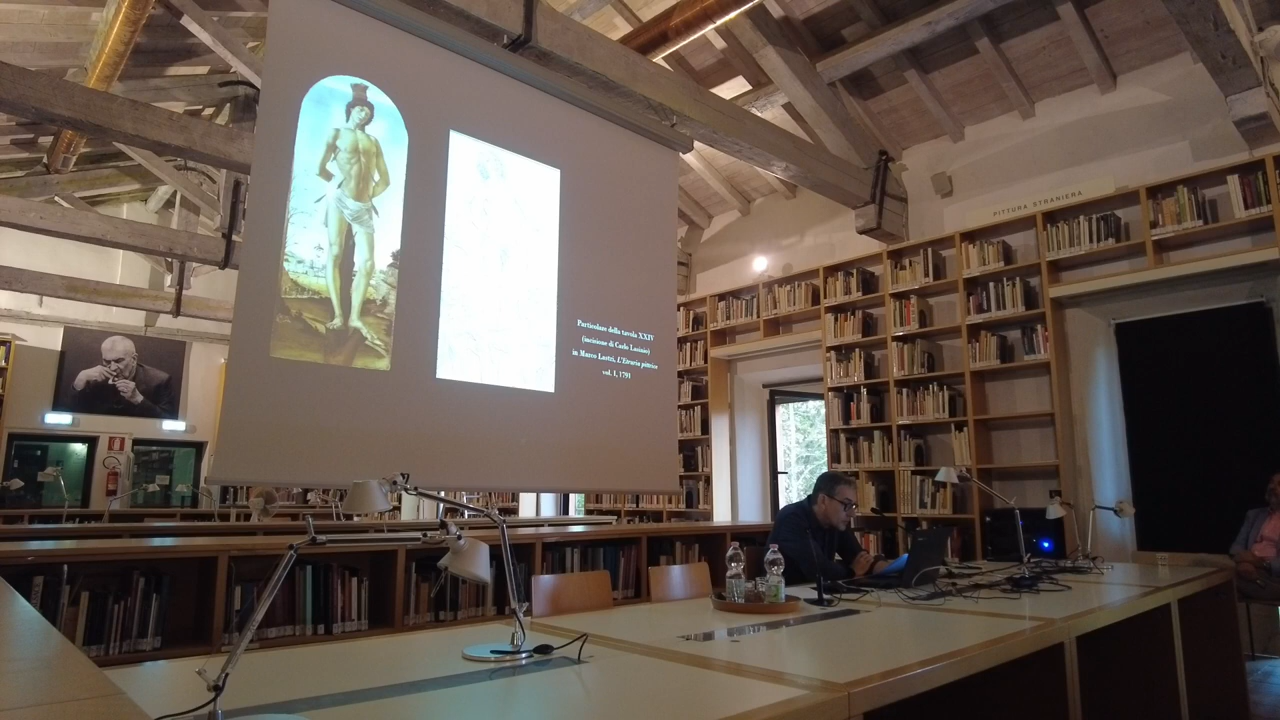 Particolare della tavola XXIV
(incisione di Carlo Lasinio)
in Marco Lastri, L'Etruria pittrice
vol. I, 1791
PITTURA STRANIERA